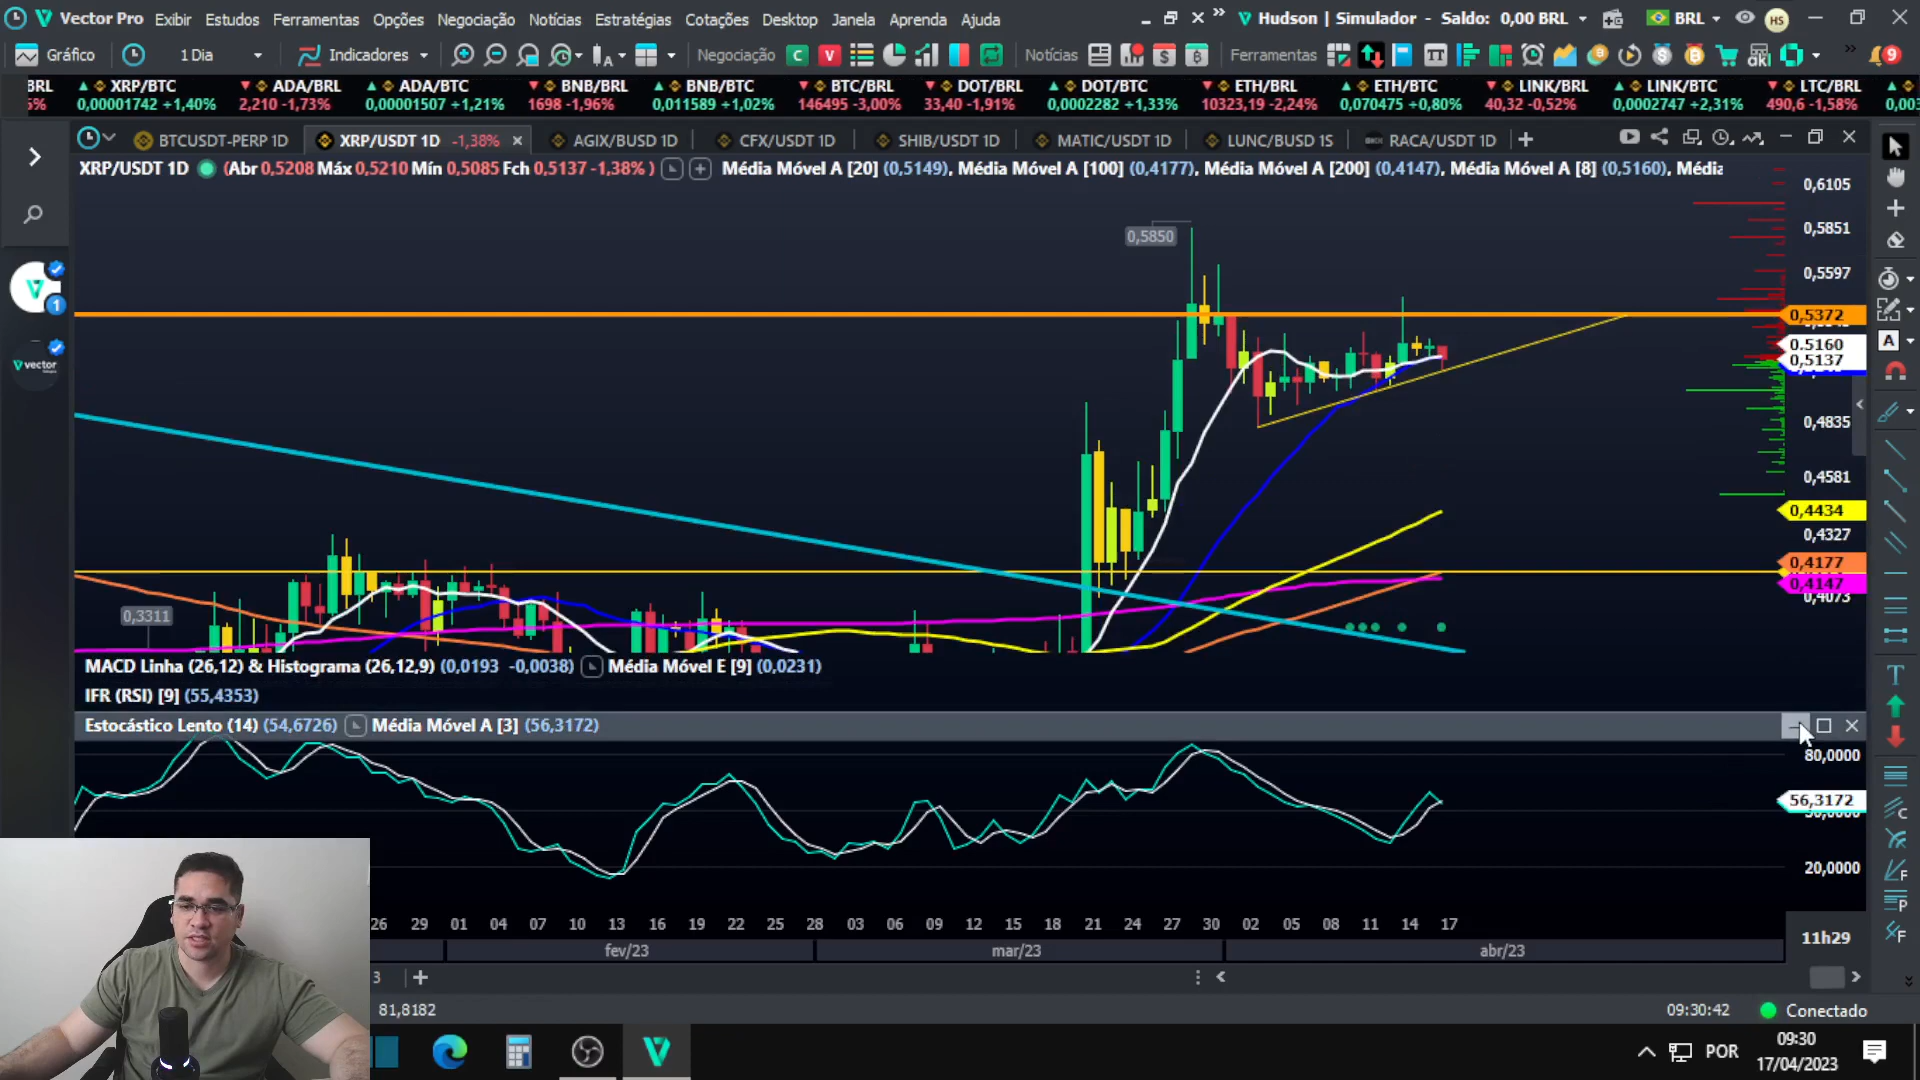 Vector Pro Exibir Estudos Ferramentas Opções Negociação Notícias Estratégias Cotações Desktop Janela Aprenda Ajuda
Hudson | Simulador - Saldo: 0,00 BRL BRL HS
Gráfico 1 Dia Indicadores Negociação C V Notícias Ferramentas 9
BRL XRP/BTC ADA/BRL ADA/BTC BNB/BRL BNB/BTC BTC/BRL DOT/BRL DOT/BTC ETH/BRL ETH/BTC LINK/BRL LINK/BTC LTC/BRL
0,00001742 +1,40% 2,210 -1,73% 0,00001507 +1,21% 1698 -1,96% 0,011589 +1,02% 146495 -3,00% 33,40 -1,91% 0,0002282 +1,33% 10323,19 -2,24% 0,070475 +0,80% 40,32 -0,52% 0,0002747 +2,31% 490,6 -1,58%
BTCUSDT-PERP 1D XRP/USDT 1D -1,38% AGIX/BUSD 1D CFX/USDT 1D SHIB/USDT 1D MATIC/USDT 1D LUNC/BUSD 1S RACA/USDT 1D
XRP/USDT 1D (Abr 0,5208 Máx 0,5210 Mín 0,5085 Fch 0,5137 -1,38% ) Média Móvel A [20] (0,5149), Média Móvel A [100] (0,4177), Média Móvel A [200] (0,4147), Média Móvel A [8] (0,5160), Média
0,6105
0,5850
0,5851
0,5597
0,5372
0,5160
0,5137
0,4835
0,4581
0,4434
0,4327
0,4177
0,4147
0,4073
0,3311
1
vector
MACD Linha (26,12) & Histograma (26,12,9) (0,0193 -0,0038) Média Móvel E [9] (0,0231)
IFR (RSI) [9] (55,4353)
Estocástico Lento (14) (54,6726) Média Móvel A [3] (56,3172)
80,0000
56,3172
20,0000
26 29 01 04 07 10 13 16 19 22 25 28 03 06 09 12 15 18 21 24 27 30 02 05 08 11 14 17
11h29
fev/23 mar/23 abr/23
3
81,8182 09:30:42 Conectado
POR 09:30
17/04/2023